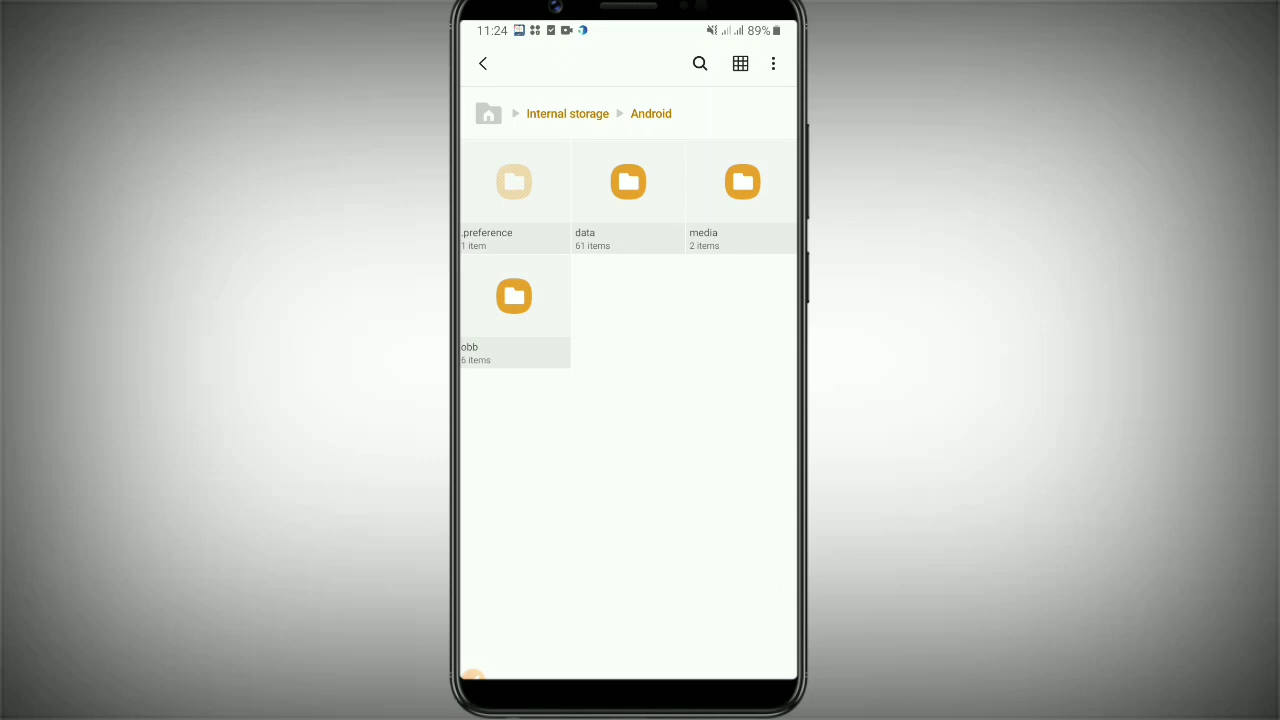 11:24 89%
Internal storage Android
.preference
1 item
data
61 items
media
2 items
obb
6 items